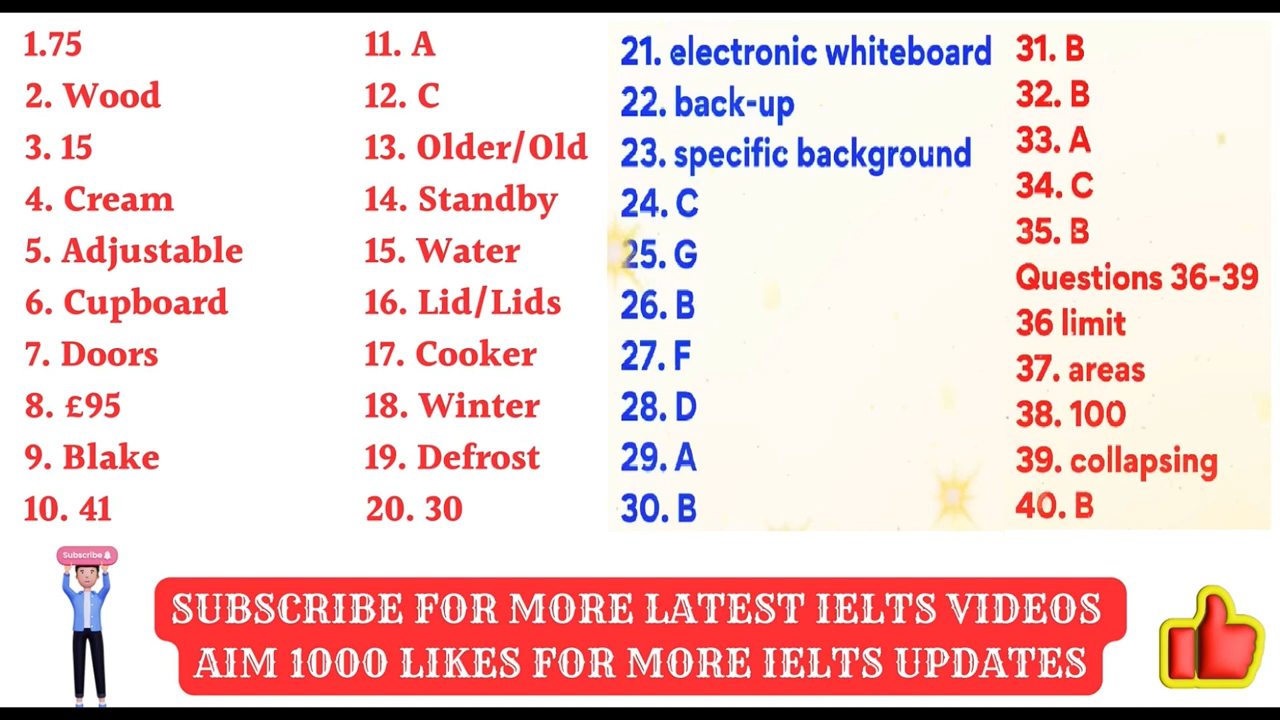 1.75
2. Wood
3. 15
4. Cream
5. Adjustable
6. Cupboard
7. Doors
8. £95
9. Blake
10. 41
11. A
12. C
13. Older/Old
14. Standby
15. Water
16. Lid/Lids
17. Cooker
18. Winter
19. Defrost
20. 30
21. electronic whiteboard
22. back-up
23. specific background
24. C
25. G
26. B
27. F
28. D
29. A
30. B
31. B
32. B
33. A
34. C
35. B
Questions 36-39
36 limit
37. areas
38. 100
39. collapsing
40. B
Subscribe
SUBSCRIBE FOR MORE LATEST IELTS VIDEOS
AIM 1000 LIKES FOR MORE IELTS UPDATES